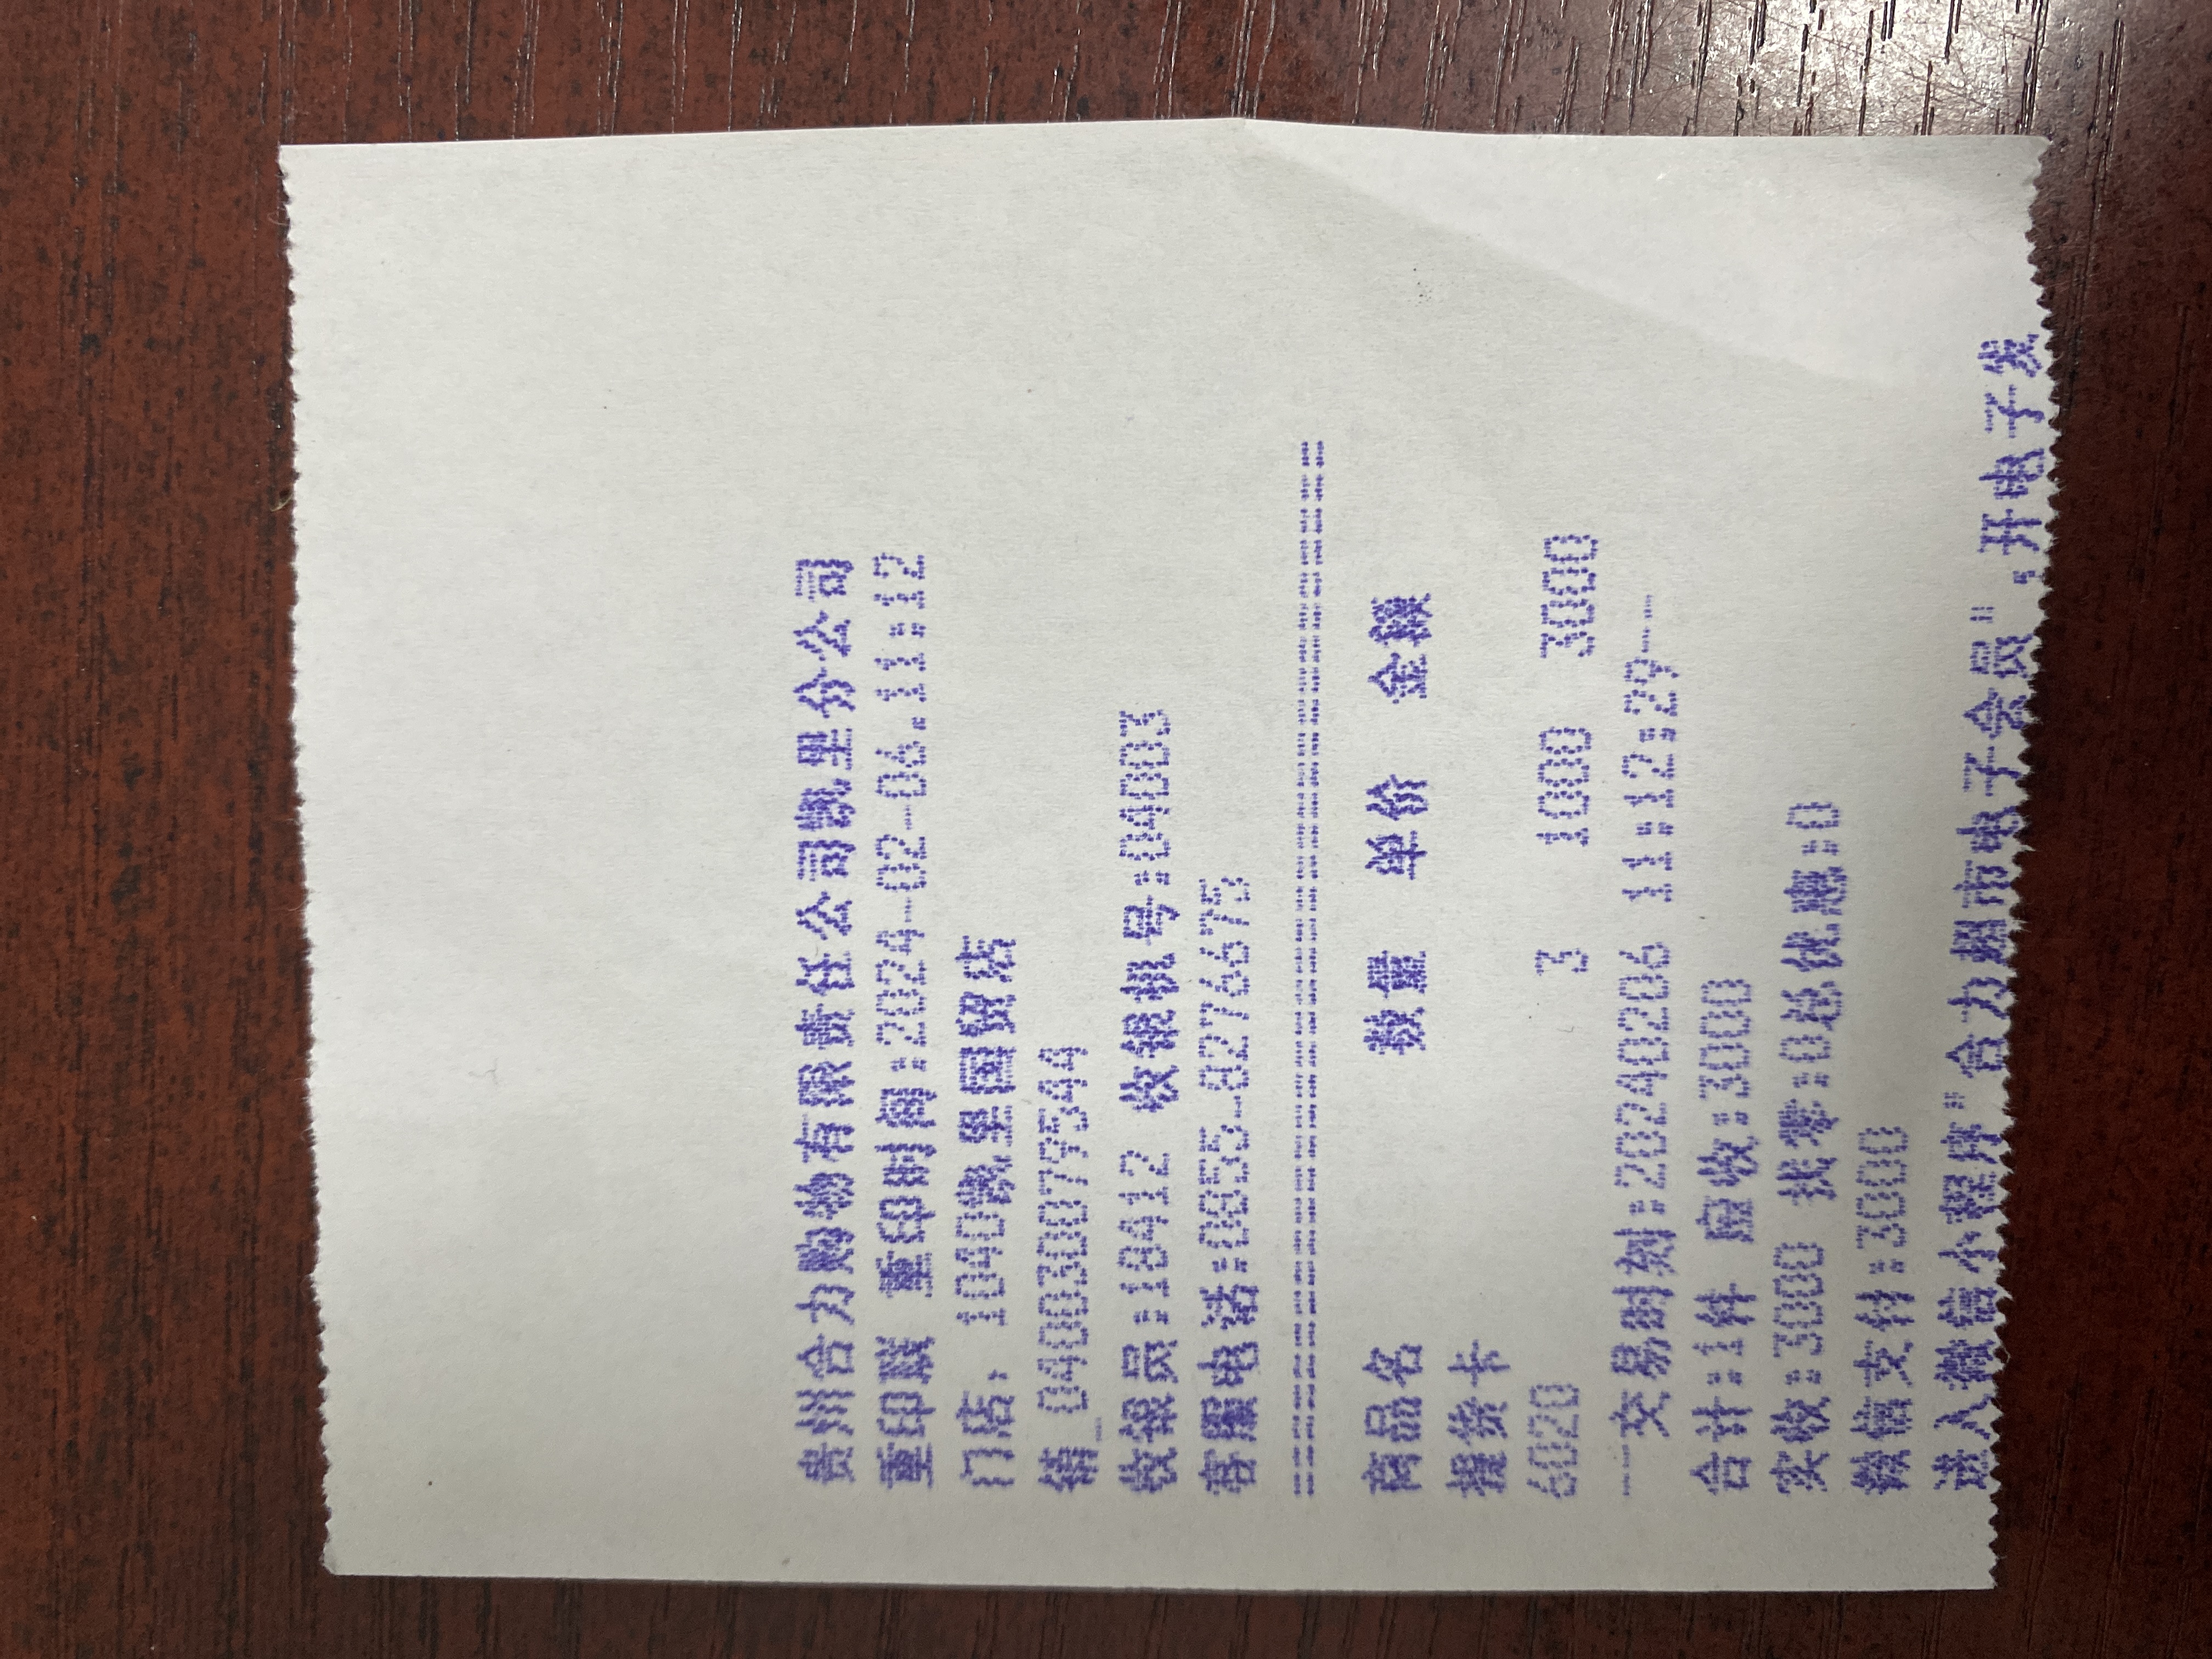 贵州合力购物有限责任公司凯里分公司
重印联 重印时间:2024-02-06.11:12
门店, 1040凯里国贸店
销_0400300779544
收银员:18412 收银机号:04003
客服电话:0855-8276675
================================
商品名 数量 单价 金额
提货卡
6020 3 1000 3000
--交易时刻:20240206 11:12:29--
合计:1件 应收:3000
实收:3000 找零:0总优惠:0
微信支付:3000
进入微信小程序"合力超市电子会员",开电子发